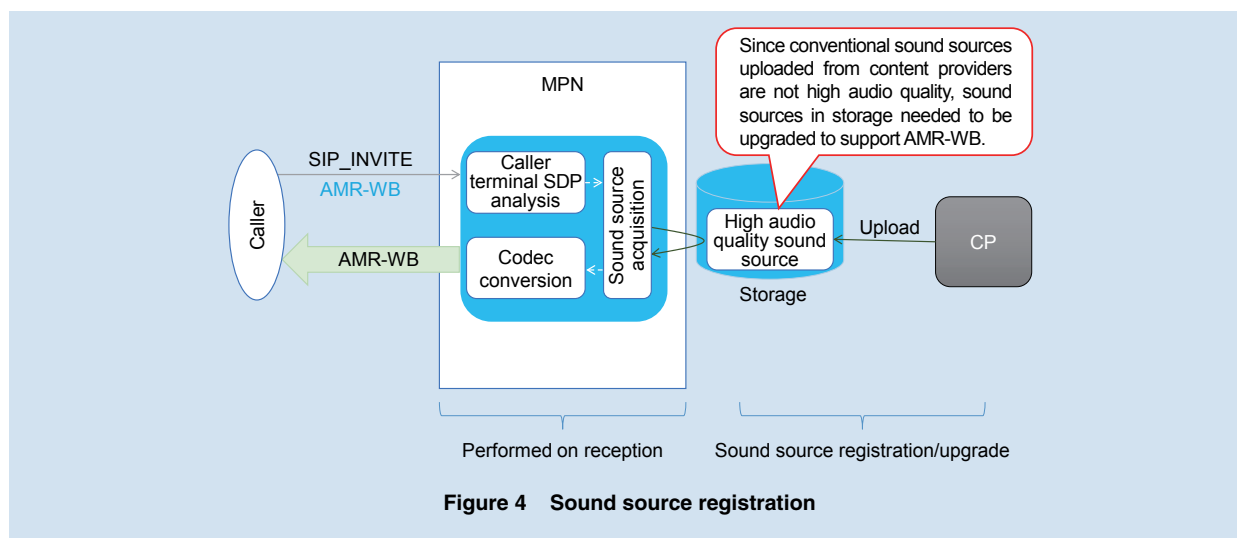 Since conventional sound sources
uploaded from content providers
are not high audio quality, sound
sources in storage needed to be
upgraded to support AMR-WB.
MPN
SIP_INVITE
AMR-WB
Caller
Caller
terminal SDP
analysis
Sound source
acquisition
High audio
quality sound
source
Upload
CP
AMR-WB
Codec
conversion
Storage
Performed on reception
Sound source registration/upgrade
Figure 4 Sound source registration